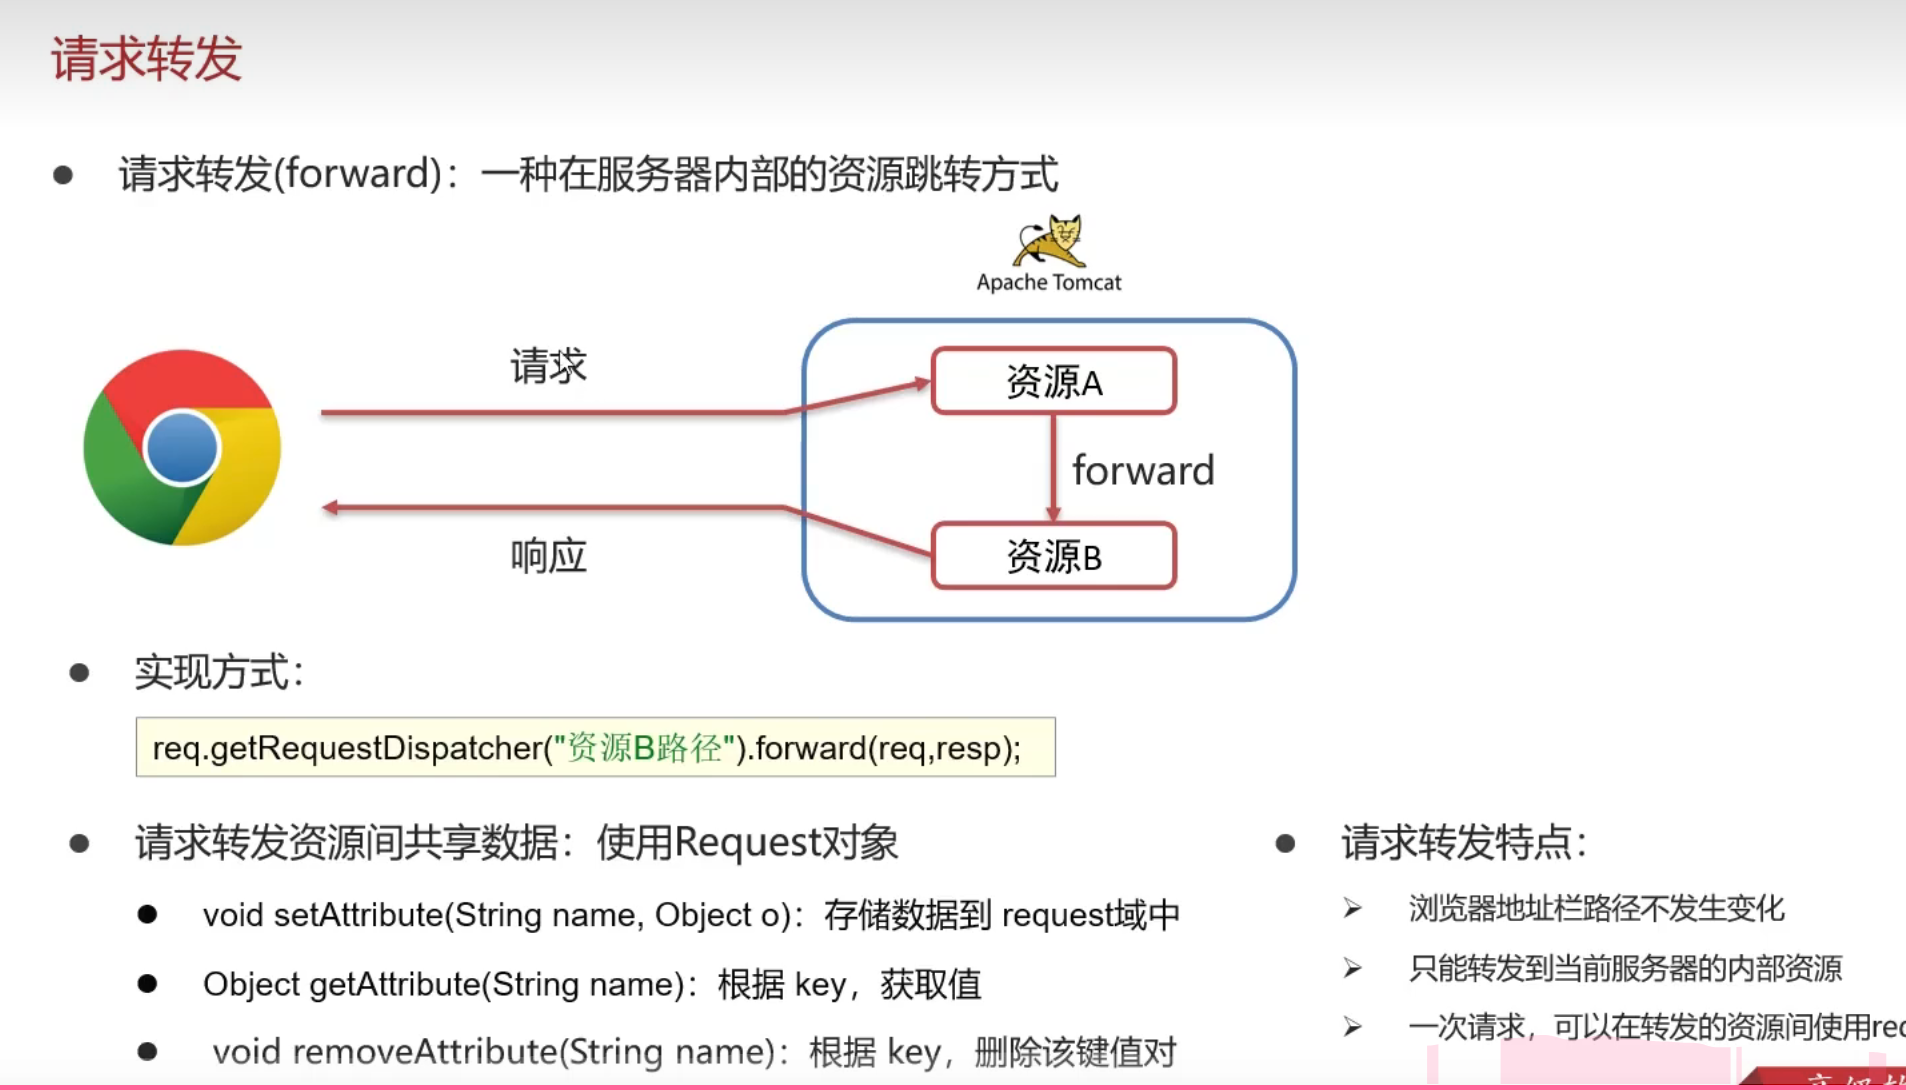 请求转发
请求转发(forward)：一种在服务器内部的资源跳转方式
Apache Tomcat
请求
资源A
forward
响应
资源B
实现方式：
req.getRequestDispatcher("资源B路径").forward(req,resp);
请求转发资源间共享数据：使用Request对象
void setAttribute(String name, Object o)：存储数据到 request域中
Object getAttribute(String name)：根据 key，获取值
void removeAttribute(String name)：根据 key，删除该键值对
请求转发特点：
浏览器地址栏路径不发生变化
只能转发到当前服务器的内部资源
一次请求，可以在转发的资源间使用